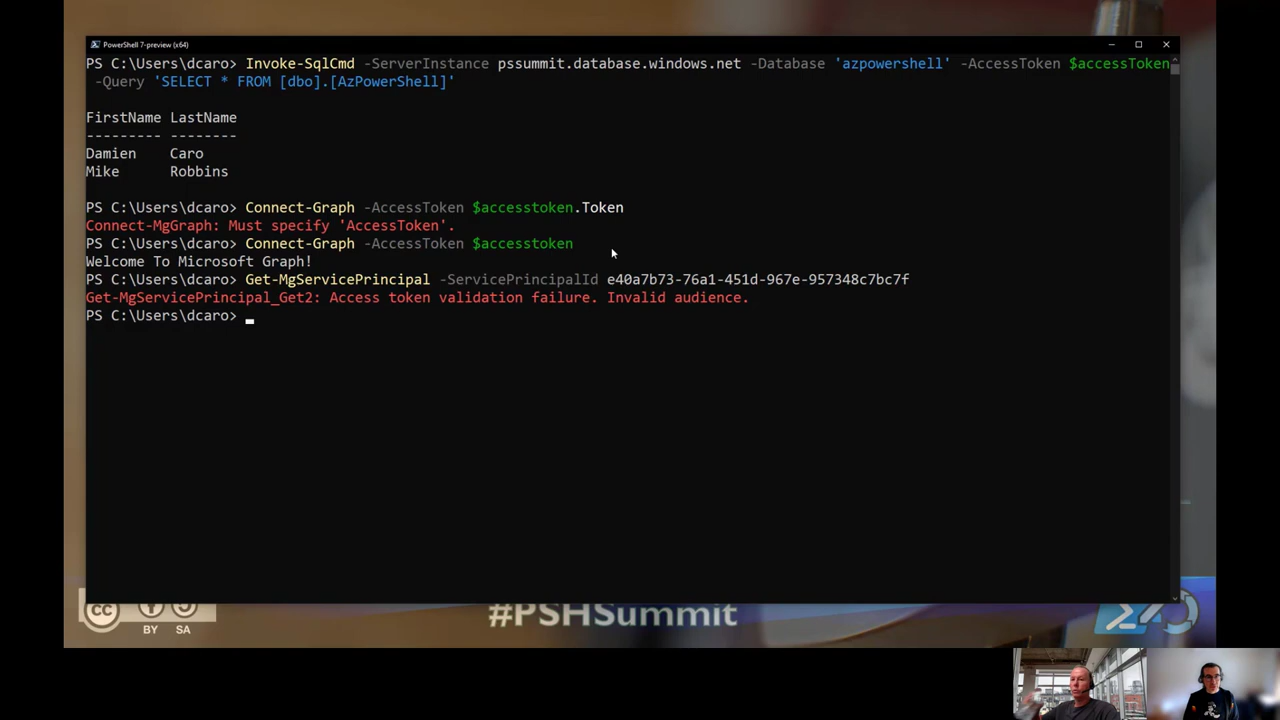 PowerShell 7-preview (x64)
PS C:\Users\dcaro> Invoke-SqlCmd -ServerInstance pssummit.database.windows.net -Database 'azpowershell' -AccessToken $accessToken
-Query 'SELECT * FROM [dbo].[AzPowerShell]'
FirstName LastName
--------- --------
Damien    Caro
Mike      Robbins
PS C:\Users\dcaro> Connect-Graph -AccessToken $accesstoken.Token
Connect-MgGraph: Must specify 'AccessToken'.
PS C:\Users\dcaro> Connect-Graph -AccessToken $accesstoken
Welcome To Microsoft Graph!
PS C:\Users\dcaro> Get-MgServicePrincipal -ServicePrincipalId e40a7b73-76a1-451d-967e-957348c7bc7f
Get-MgServicePrincipal_Get2: Access token validation failure. Invalid audience.
PS C:\Users\dcaro>
cc
BY SA
#PSHSummit